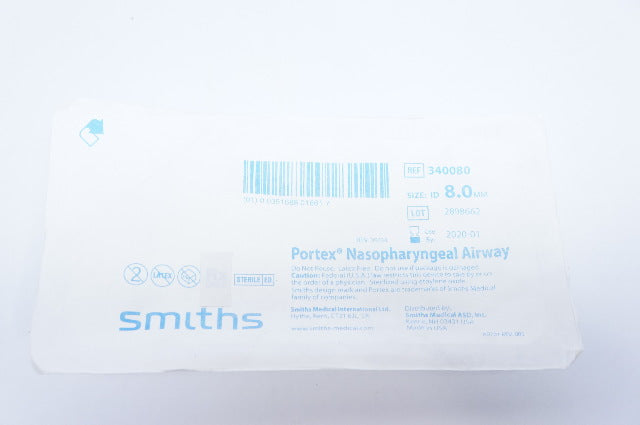 REF 340080
SIZE: ID 8.0 MM
LOT 2898662
Use By: 2020-01
Portex® Nasopharyngeal Airway
Do Not Reuse. Latex Free. Do not use if package is damaged.
Caution: Federal (U.S.A.) law restricts this device to sale by or on
the order of a physician. Sterilized using ethylene oxide.
Smiths design mark and Portex are trademarks of Smiths Medical
family of companies.
2 LATEX STERILE EO
smiths
Smiths Medical International Ltd.
Hythe, Kent, CT21 6JL, UK
www.smiths-medical.com
Distributed by:
Smiths Medical ASD, Inc.
Keene, NH 03431 USA
Made in USA